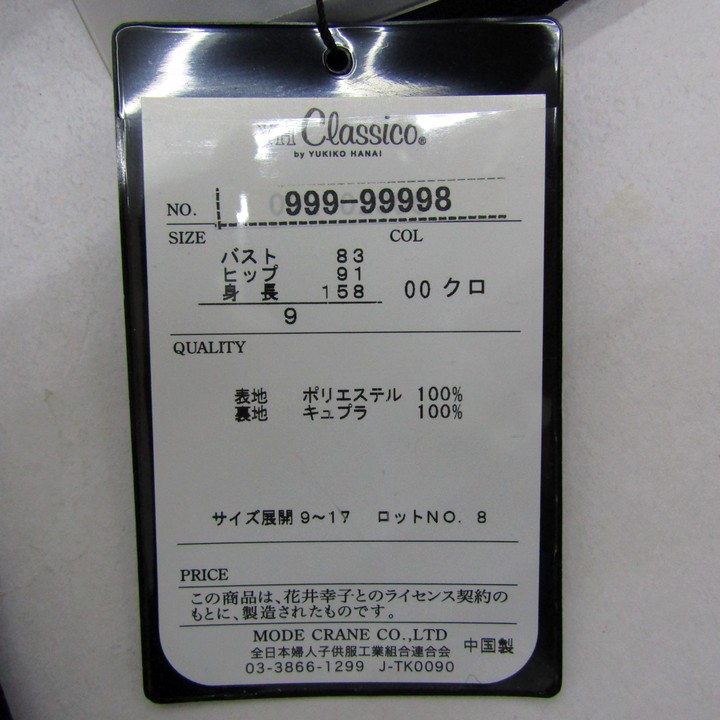 Classico®
by YUKIKO HANAI
NO. 999-99998
SIZE COL
バスト 83
ヒップ 91
身 長 158 00 クロ
9
QUALITY
表地 ポリエステル 100%
裏地 キュプラ 100%
サイズ展開 9〜17 ロットNO. 8
PRICE
この商品は、花井幸子とのライセンス契約の
もとに、製造されたものです。
MODE CRANE CO.,LTD
全日本婦人子供服工業組合連合会 中国製
03-3866-1299 J-TK0090